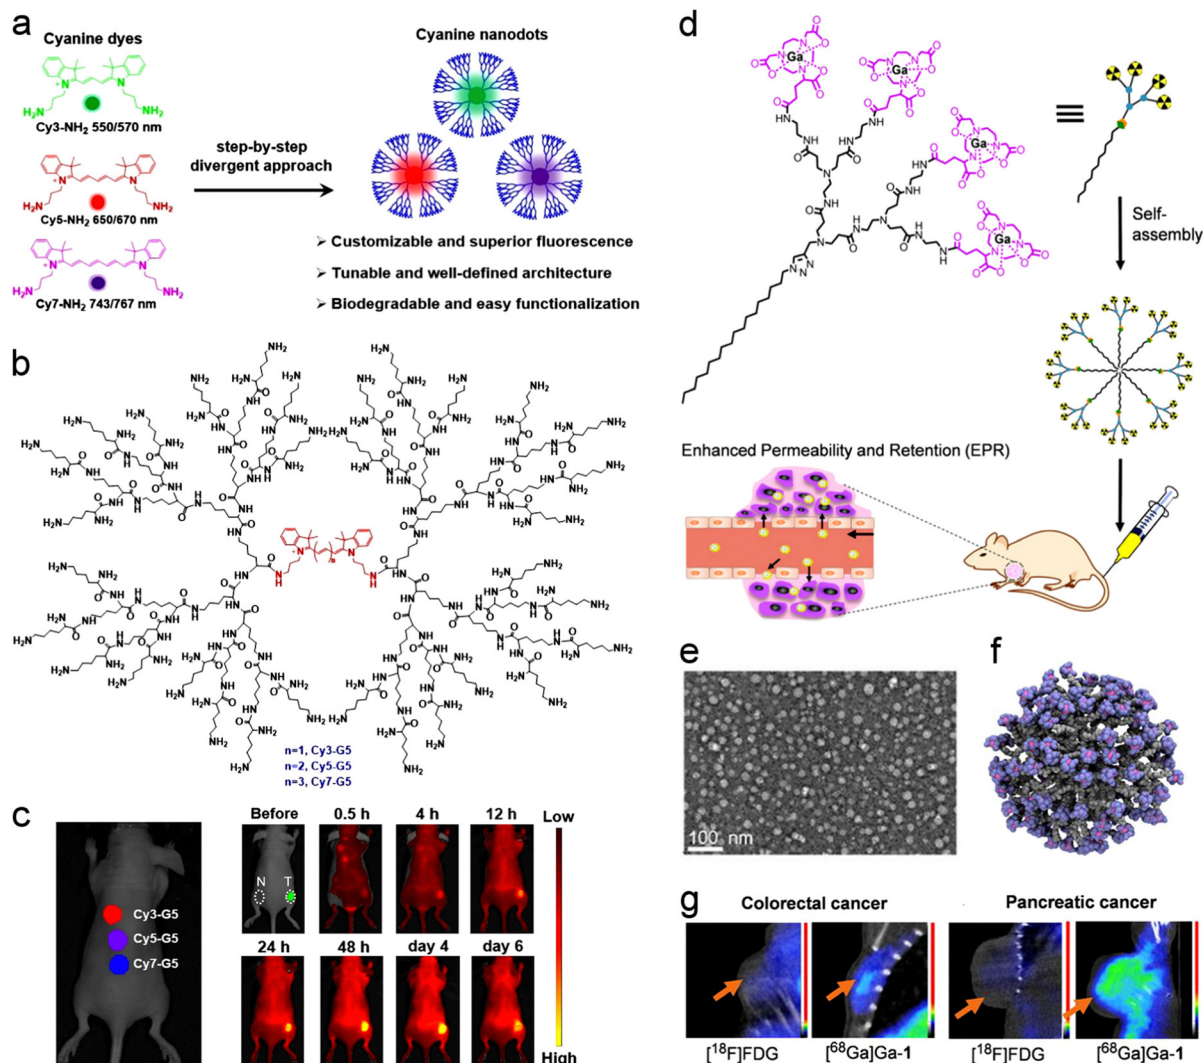 a
Cyanine dyes
Cy3-NH2 550/570 nm
Cy5-NH2 650/670 nm
Cy7-NH2 743/767 nm
step-by-step
divergent approach
Cyanine nanodots
➢ Customizable and superior fluorescence
➢ Tunable and well-defined architecture
➢ Biodegradable and easy functionalization
b
n=1, Cy3-G5
n=2, Cy5-G5
n=3, Cy7-G5
c
Cy3-G5
Cy5-G5
Cy7-G5
Before
0.5 h
4 h
12 h
N
T
24 h
48 h
day 4
day 6
Low
High
d
Ga
Ga
Ga
Ga
Self-
assembly
Enhanced Permeability and Retention (EPR)
e
100 nm
f
g
Colorectal cancer
Pancreatic cancer
[18F]FDG
[68Ga]Ga-1
[18F]FDG
[68Ga]Ga-1